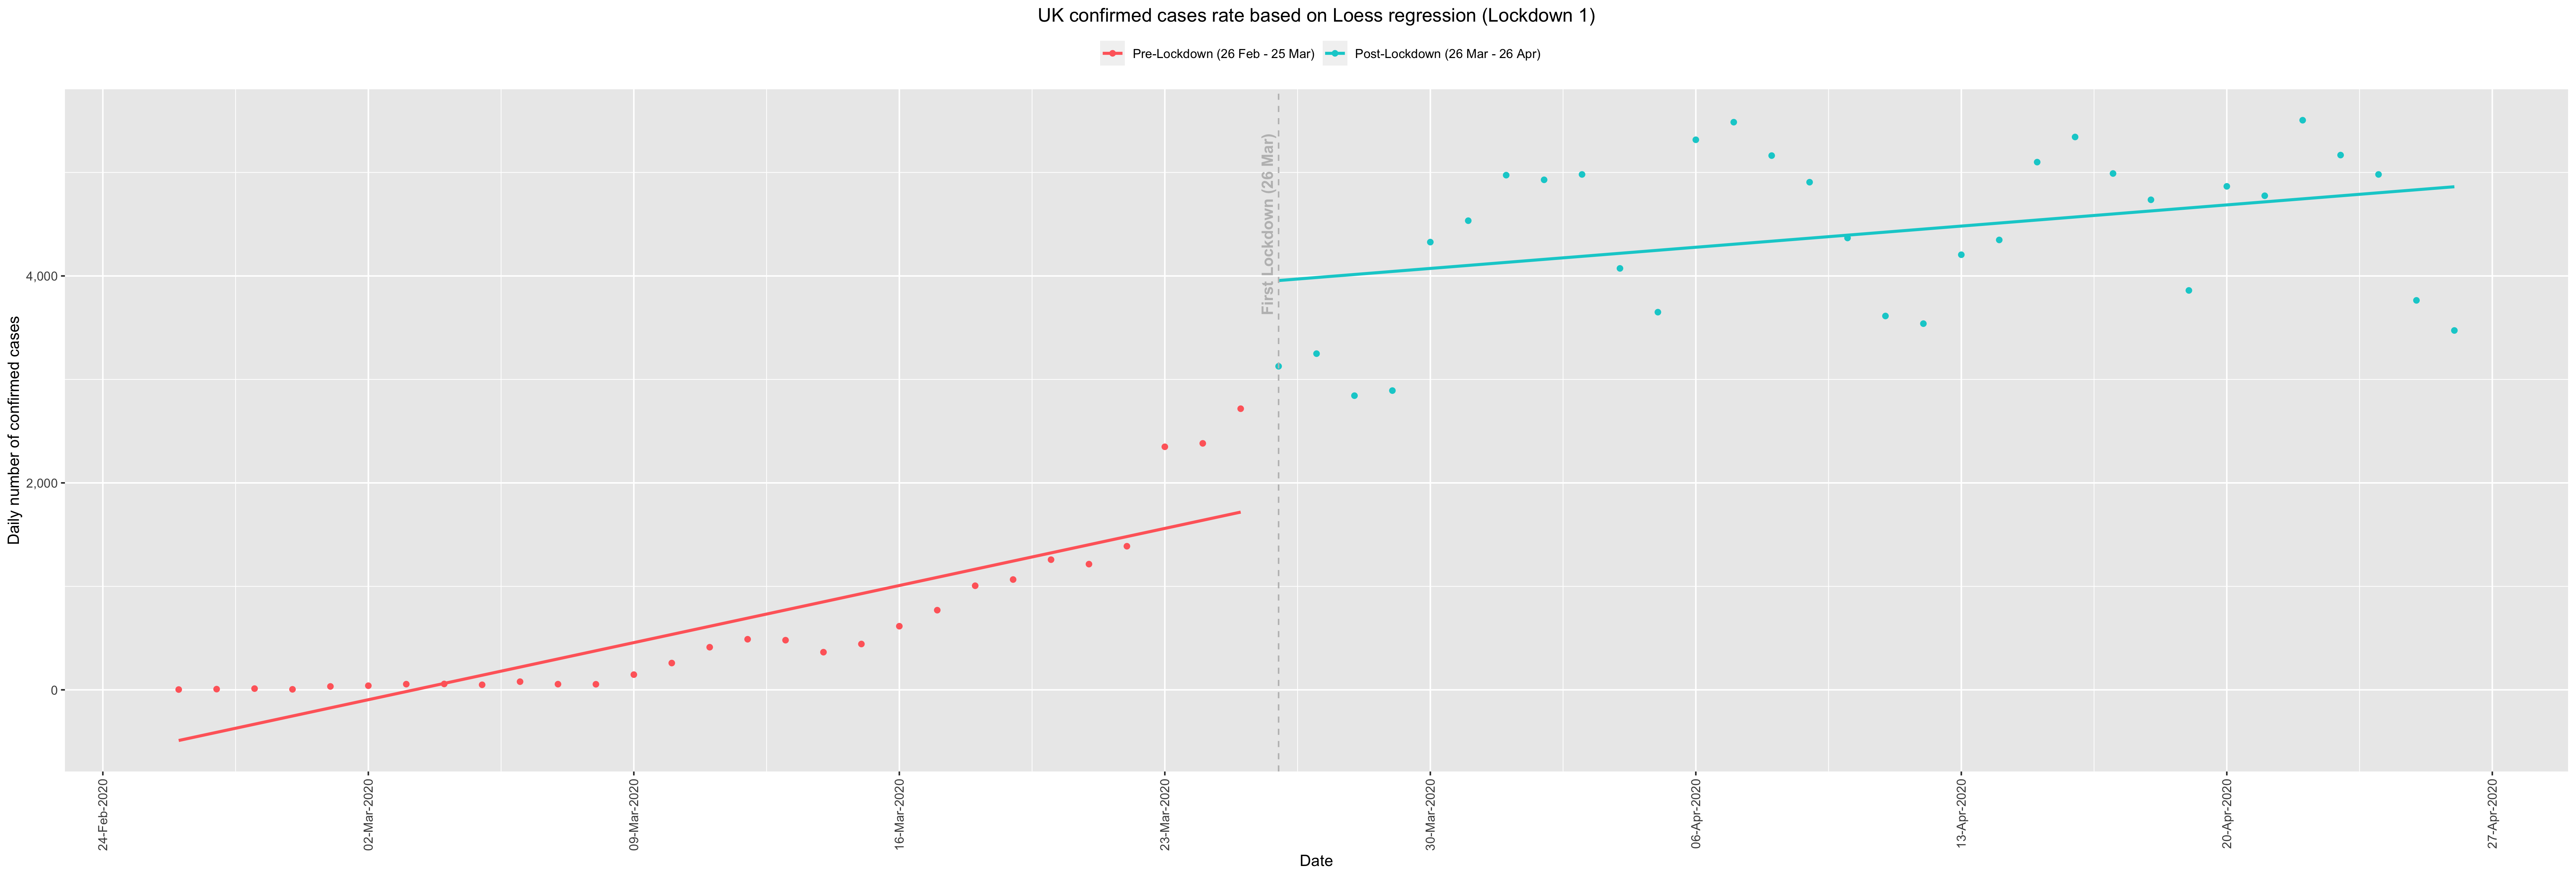 UK confirmed cases rate based on Loess regression (Lockdown 1)
Pre-Lockdown (26 Feb - 25 Mar) Post-Lockdown (26 Mar - 26 Apr)
Daily number of confirmed cases
4,000
2,000
0
First Lockdown (26 Mar)
24-Feb-2020 02-Mar-2020 09-Mar-2020 16-Mar-2020 23-Mar-2020 30-Mar-2020 06-Apr-2020 13-Apr-2020 20-Apr-2020 27-Apr-2020
Date